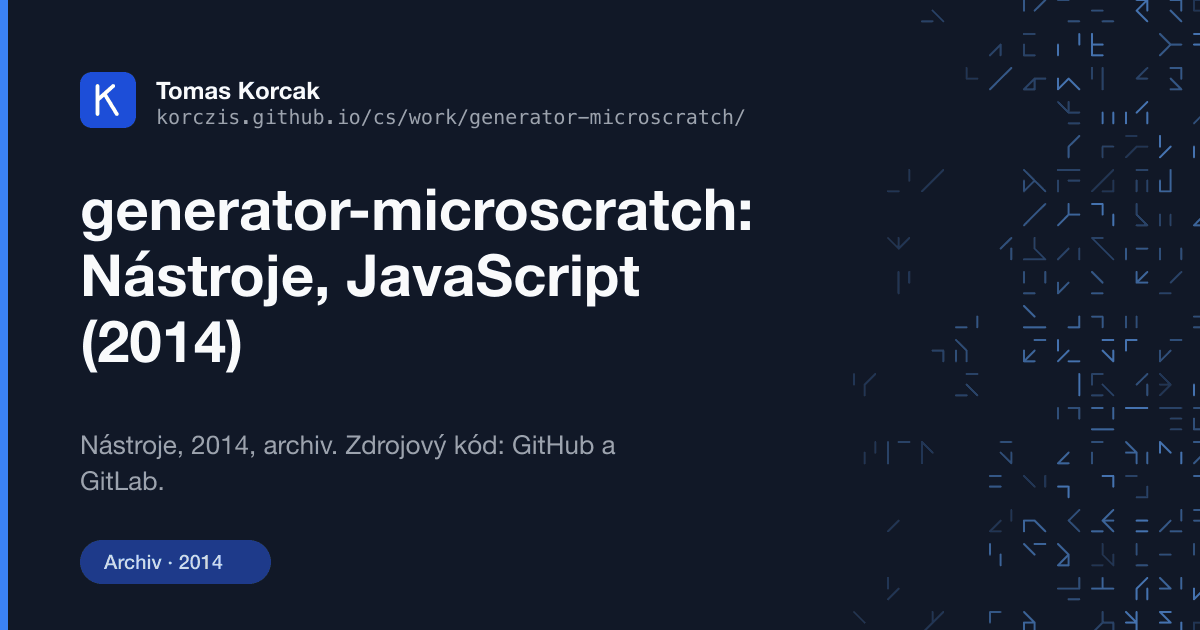 K
Tomas Korcak
korczis.github.io/cs/work/generator-microscratch/
generator-microscratch:
Nástroje, JavaScript
(2014)
Nástroje, 2014, archiv. Zdrojový kód: GitHub a
GitLab.
Archiv · 2014